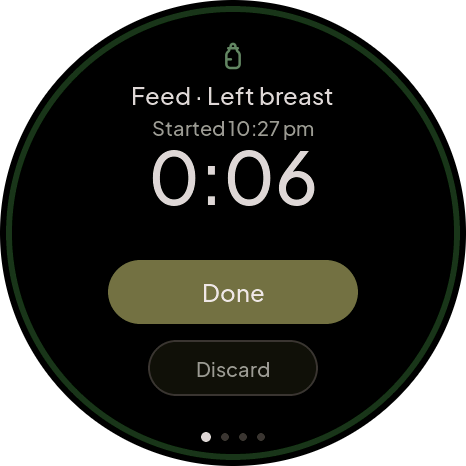 Feed · Left breast
Started 10:27 pm
0:06
Done
Discard